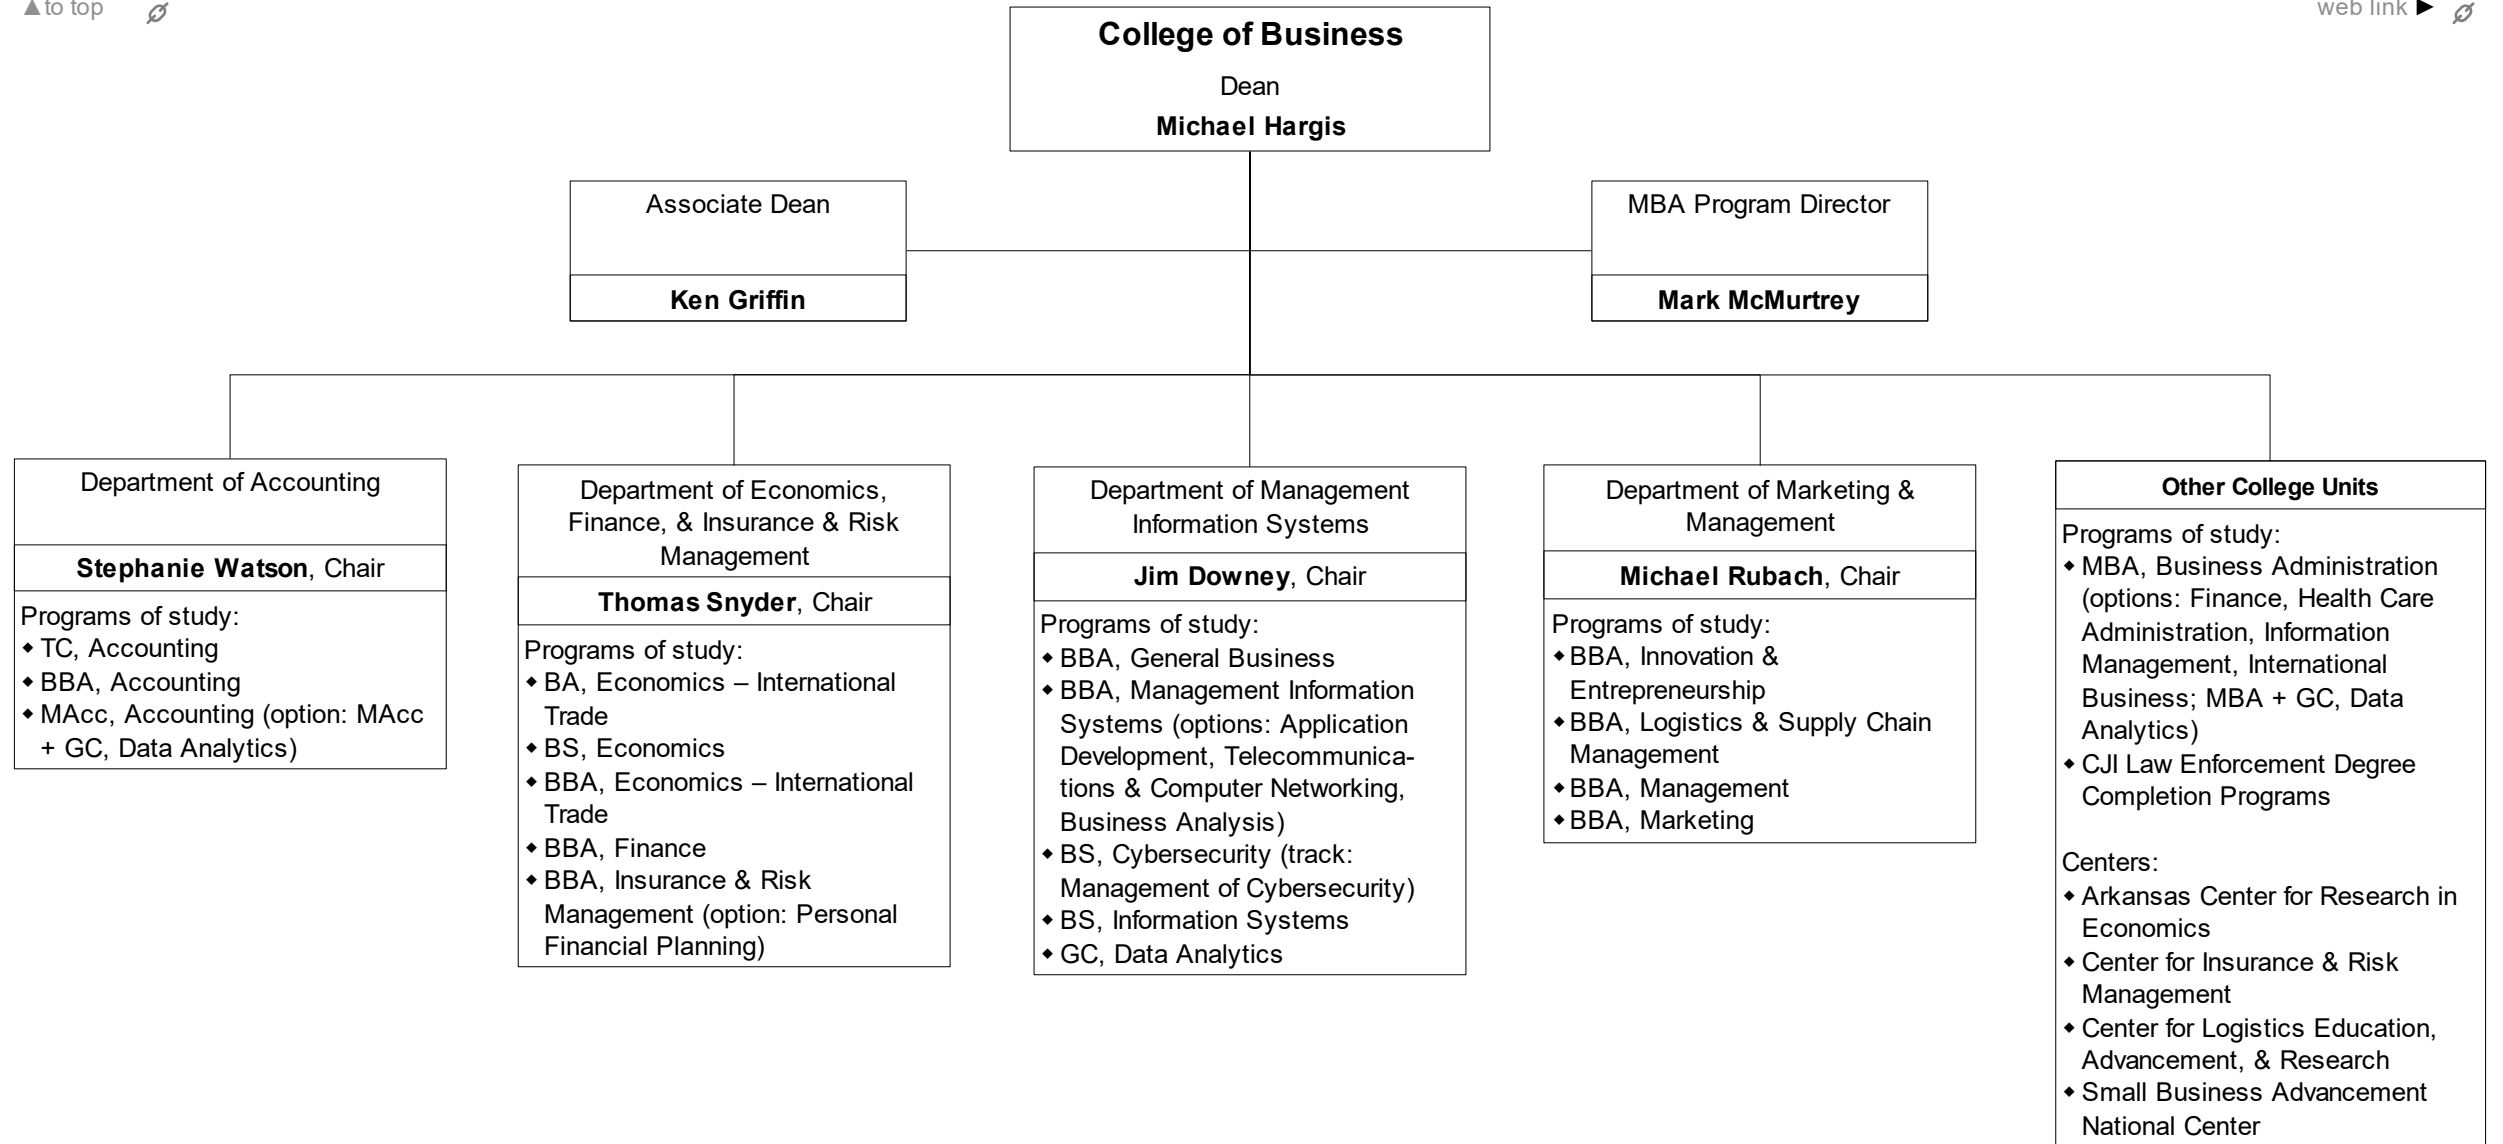 ▲to top
web link ►
College of Business
Dean
Michael Hargis
Associate Dean
Ken Griffin
MBA Program Director
Mark McMurtrey
Department of Accounting
Stephanie Watson, Chair
Programs of study:
◆ TC, Accounting
◆ BBA, Accounting
◆ MAcc, Accounting (option: MAcc
+ GC, Data Analytics)
Department of Economics,
Finance, & Insurance & Risk
Management
Thomas Snyder, Chair
Programs of study:
◆ BA, Economics – International
Trade
◆ BS, Economics
◆ BBA, Economics – International
Trade
◆ BBA, Finance
◆ BBA, Insurance & Risk
Management (option: Personal
Financial Planning)
Department of Management
Information Systems
Jim Downey, Chair
Programs of study:
◆ BBA, General Business
◆ BBA, Management Information
Systems (options: Application
Development, Telecommunica-
tions & Computer Networking,
Business Analysis)
◆ BS, Cybersecurity (track:
Management of Cybersecurity)
◆ BS, Information Systems
◆ GC, Data Analytics
Department of Marketing &
Management
Michael Rubach, Chair
Programs of study:
◆ BBA, Innovation &
Entrepreneurship
◆ BBA, Logistics & Supply Chain
Management
◆ BBA, Management
◆ BBA, Marketing
Other College Units
Programs of study:
◆ MBA, Business Administration
(options: Finance, Health Care
Administration, Information
Management, International
Business; MBA + GC, Data
Analytics)
◆ CJI Law Enforcement Degree
Completion Programs
Centers:
◆ Arkansas Center for Research in
Economics
◆ Center for Insurance & Risk
Management
◆ Center for Logistics Education,
Advancement, & Research
◆ Small Business Advancement
National Center